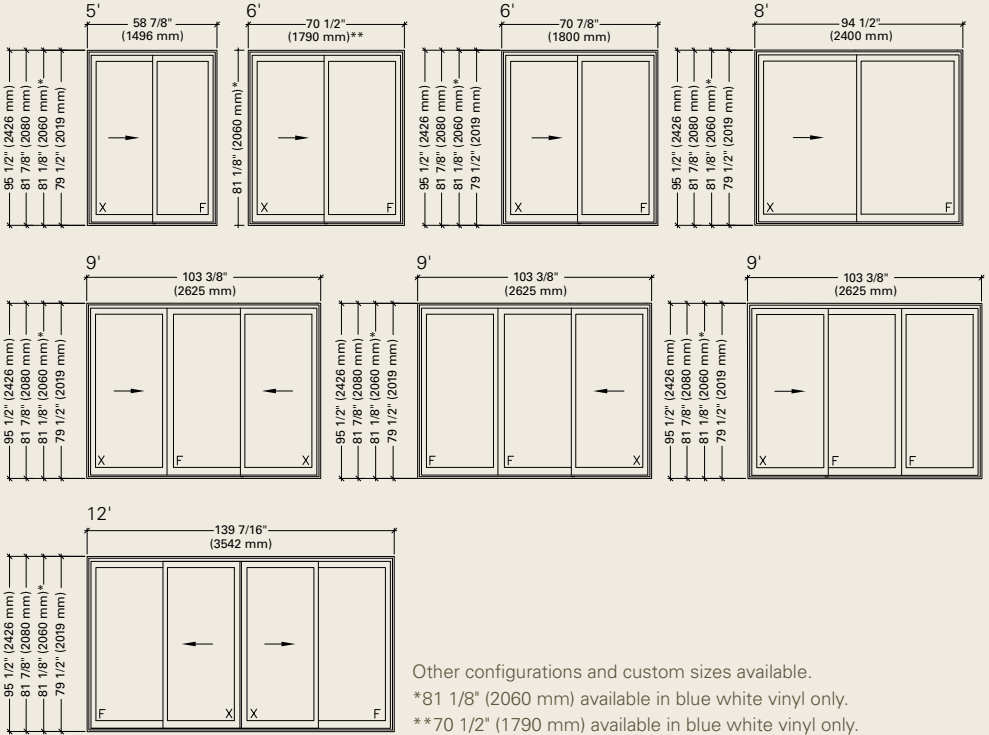 5'
58 7/8"
(1496 mm)
95 1/2" (2426 mm)
81 7/8" (2080 mm)
81 1/8" (2060 mm)*
79 1/2" (2019 mm)
X
F
6'
70 1/2"
(1790 mm)**
81 1/8" (2060 mm)*
X
F
6'
70 7/8"
(1800 mm)
95 1/2" (2426 mm)
81 7/8" (2080 mm)
81 1/8" (2060 mm)*
79 1/2" (2019 mm)
X
F
8'
94 1/2"
(2400 mm)
95 1/2" (2426 mm)
81 7/8" (2080 mm)
81 1/8" (2060 mm)*
79 1/2" (2019 mm)
X
F
9'
103 3/8"
(2625 mm)
95 1/2" (2426 mm)
81 7/8" (2080 mm)
81 1/8" (2060 mm)*
79 1/2" (2019 mm)
X
F
X
9'
103 3/8"
(2625 mm)
95 1/2" (2426 mm)
81 7/8" (2080 mm)
81 1/8" (2060 mm)*
79 1/2" (2019 mm)
F
F
X
9'
103 3/8"
(2625 mm)
95 1/2" (2426 mm)
81 7/8" (2080 mm)
81 1/8" (2060 mm)*
79 1/2" (2019 mm)
X
F
F
12'
139 7/16"
(3542 mm)
95 1/2" (2426 mm)
81 7/8" (2080 mm)
81 1/8" (2060 mm)*
79 1/2" (2019 mm)
F
X
X
F
Other configurations and custom sizes available.
*81 1/8" (2060 mm) available in blue white vinyl only.
**70 1/2" (1790 mm) available in blue white vinyl only.